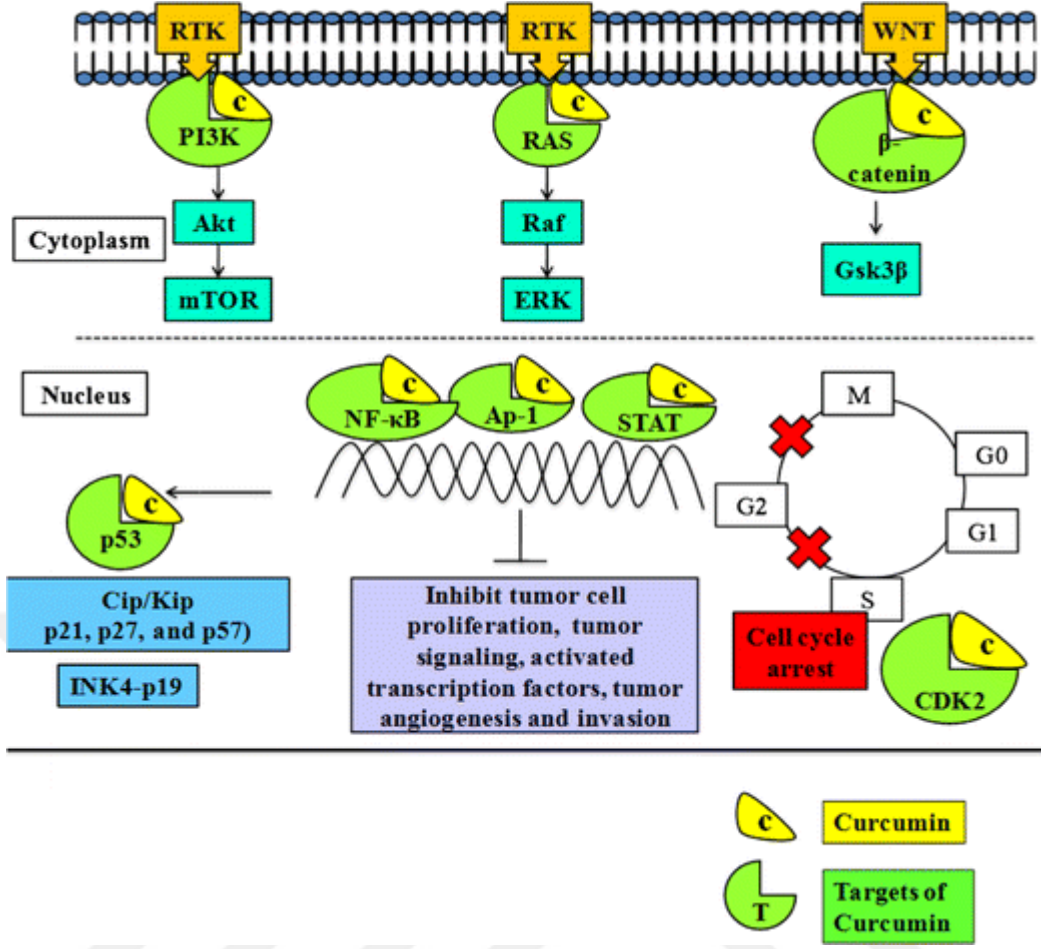 RTK
RTK
WNT
c
c
c
PI3K
RAS
β-
catenin
Akt
Raf
Cytoplasm
Gsk3β
mTOR
ERK
Nucleus
c
c
c
NF-κB
Ap-1
STAT
M
G0
G2
G1
c
p53
S
Cip/Kip
p21, p27, and p57)
INK4-p19
Inhibit tumor cell
proliferation, tumor
signaling, activated
transcription factors, tumor
angiogenesis and invasion
Cell cycle
arrest
c
CDK2
c
Curcumin
T
Targets of
Curcumin